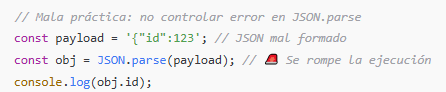 // Mala práctica: no controlar error en JSON.parse
const payload = '{"id":123'; // JSON mal formado
const obj = JSON.parse(payload); // 🚨 Se rompe la ejecución
console.log(obj.id);